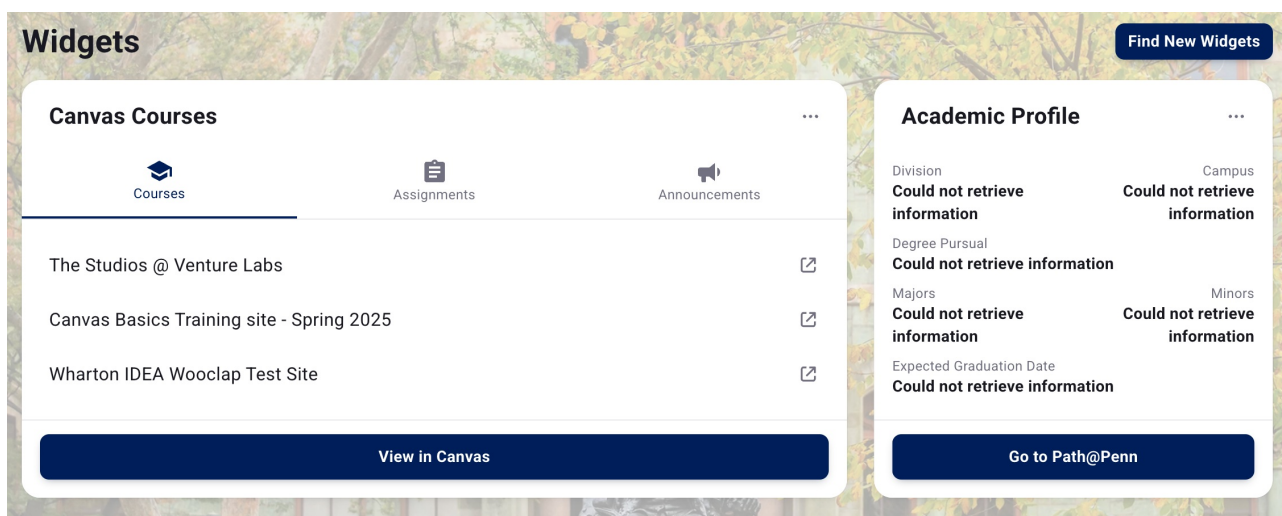 Widgets
Find New Widgets
Canvas Courses
Courses
Assignments
Announcements
The Studios @ Venture Labs
Canvas Basics Training site - Spring 2025
Wharton IDEA Wooclap Test Site
View in Canvas
Academic Profile
Division
Could not retrieve
information
Campus
Could not retrieve
information
Degree Pursual
Could not retrieve information
Majors
Could not retrieve
information
Minors
Could not retrieve
information
Expected Graduation Date
Could not retrieve information
Go to Path@Penn